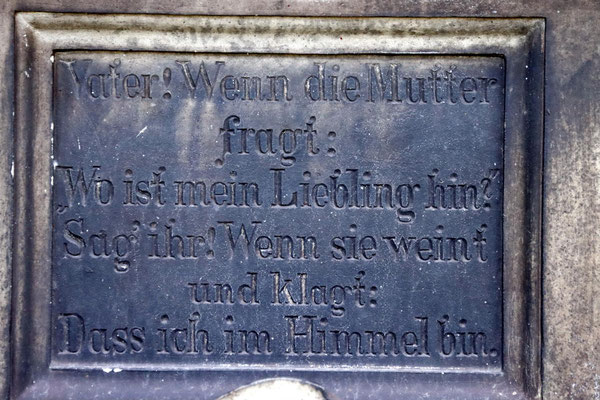 Vater! Wenn die Mutter
fragt:
„Wo ist mein Liebling hin?“
Sag' ihr! Wenn sie weint
und klagt:
Dass ich im Himmel bin.